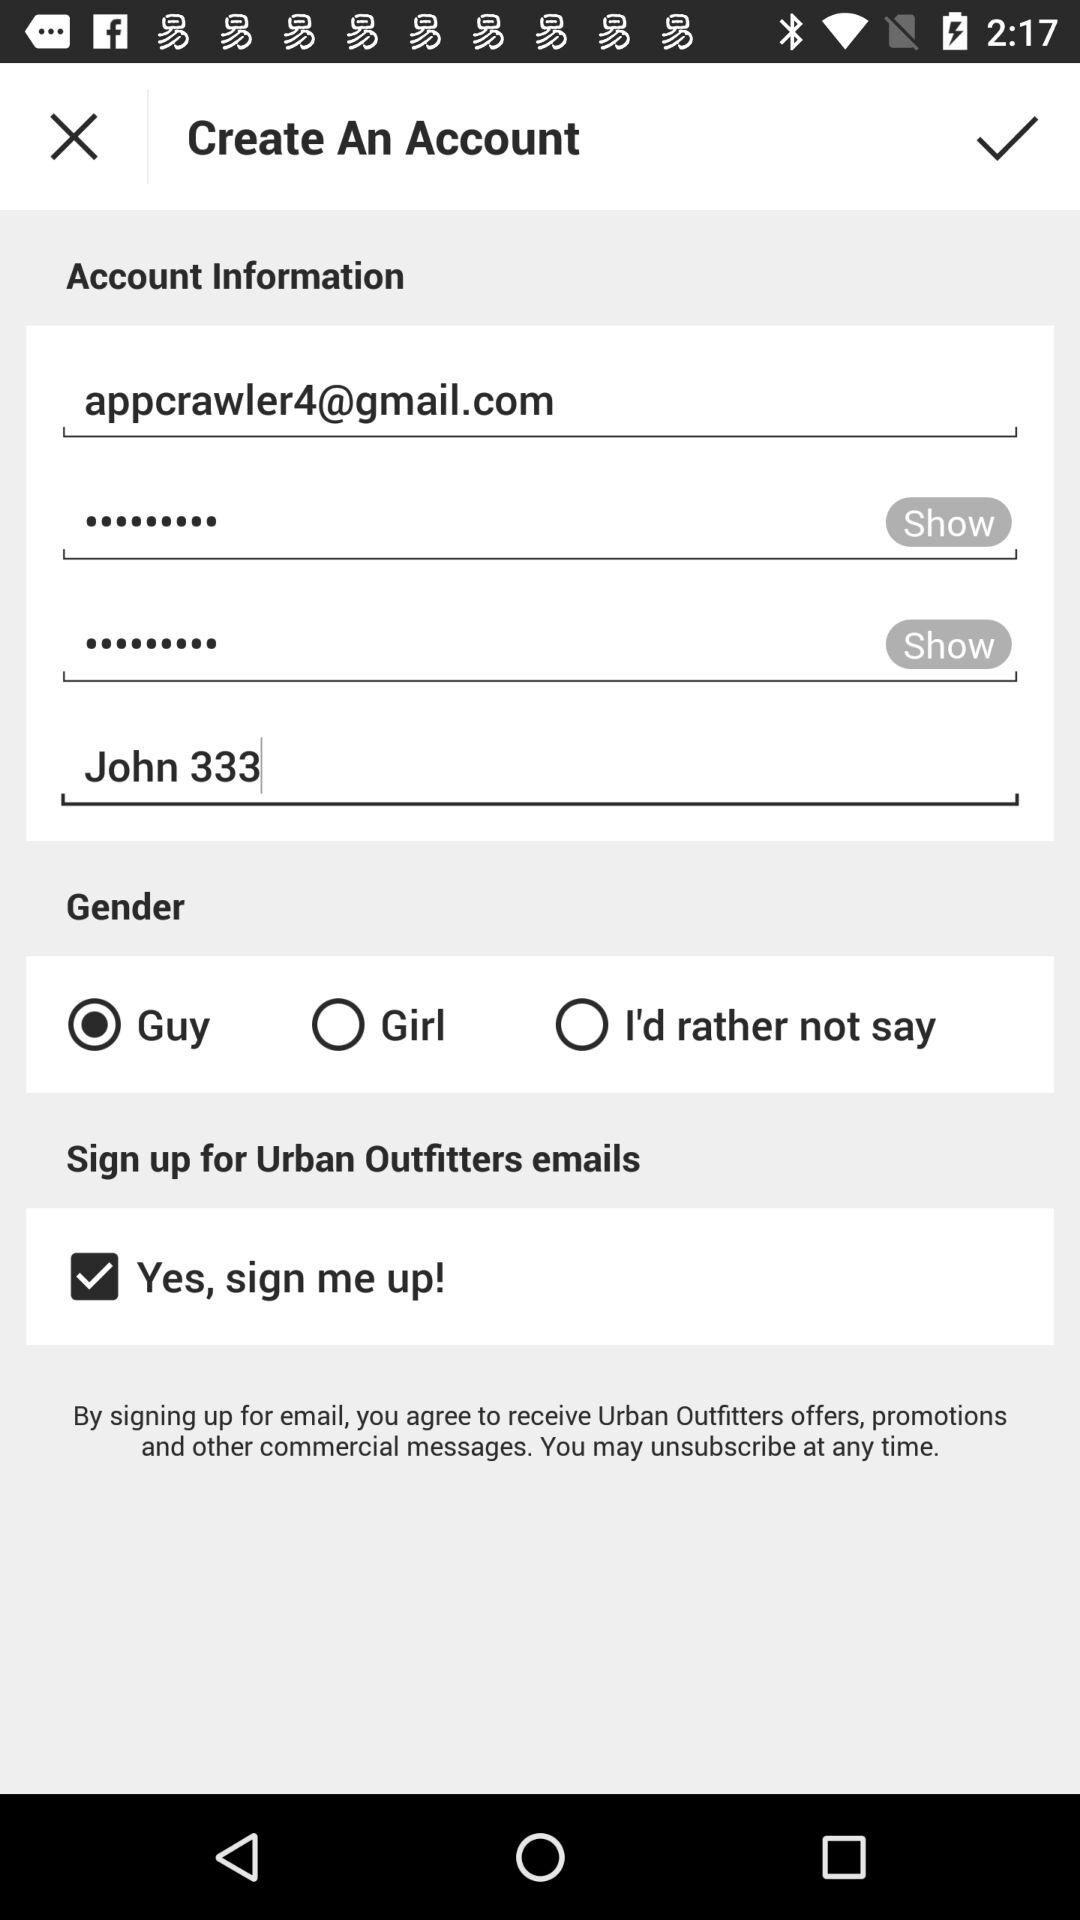 2:17
Create An Account
Account Information
appcrawler4@gmail.com
••••••••• Show
••••••••• Show
John 333
Gender
Guy Girl I'd rather not say
Sign up for Urban Outfitters emails
Yes, sign me up!
By signing up for email, you agree to receive Urban Outfitters offers, promotions
and other commercial messages. You may unsubscribe at any time.